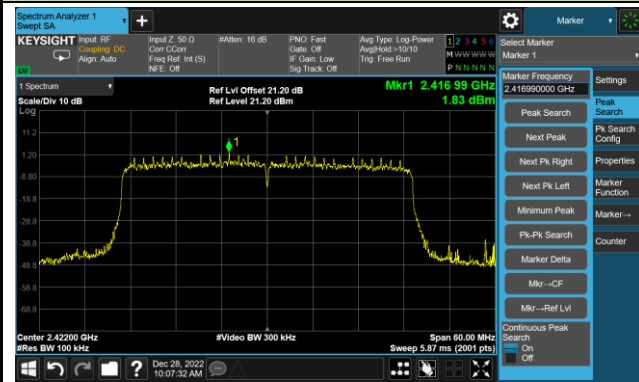 Spectrum Analyzer 1
Swept SA
KEYSIGHT
Input: RF
Coupling: DC
Align: Auto
Input Z: 50 Ω
Corr CCorr
Freq Ref: Int (S)
NFE: Off
#Atten: 16 dB
PNO: Fast
Gate: Off
IF Gain: Low
Sig Track: Off
Avg Type: Log-Power
Avg|Hold:>10/10
Trig: Free Run
1 2 3 4 5 6
M W W W W W
P N N N N N
LM
1 Spectrum
Scale/Div 10 dB
Log
Ref Lvl Offset 21.20 dB
Ref Level 21.20 dBm
Mkr1 2.416 99 GHz
1.83 dBm
1
11.2
1.20
-8.80
-18.8
-28.8
-38.8
-48.8
-58.8
-68.8
Center 2.42200 GHz
#Res BW 100 kHz
#Video BW 300 kHz
Span 60.00 MHz
Sweep 5.87 ms (2001 pts)
Dec 28, 2022
10:07:32 AM
Marker
Select Marker
Marker 1
Marker Frequency
2.416990000 GHz
Peak Search
Next Peak
Next Pk Right
Next Pk Left
Minimum Peak
Pk-Pk Search
Marker Delta
Mkr→CF
Mkr→Ref Lvl
Continuous Peak
Search
On
Off
Settings
Peak
Search
Pk Search
Config
Properties
Marker
Function
Marker→
Counter